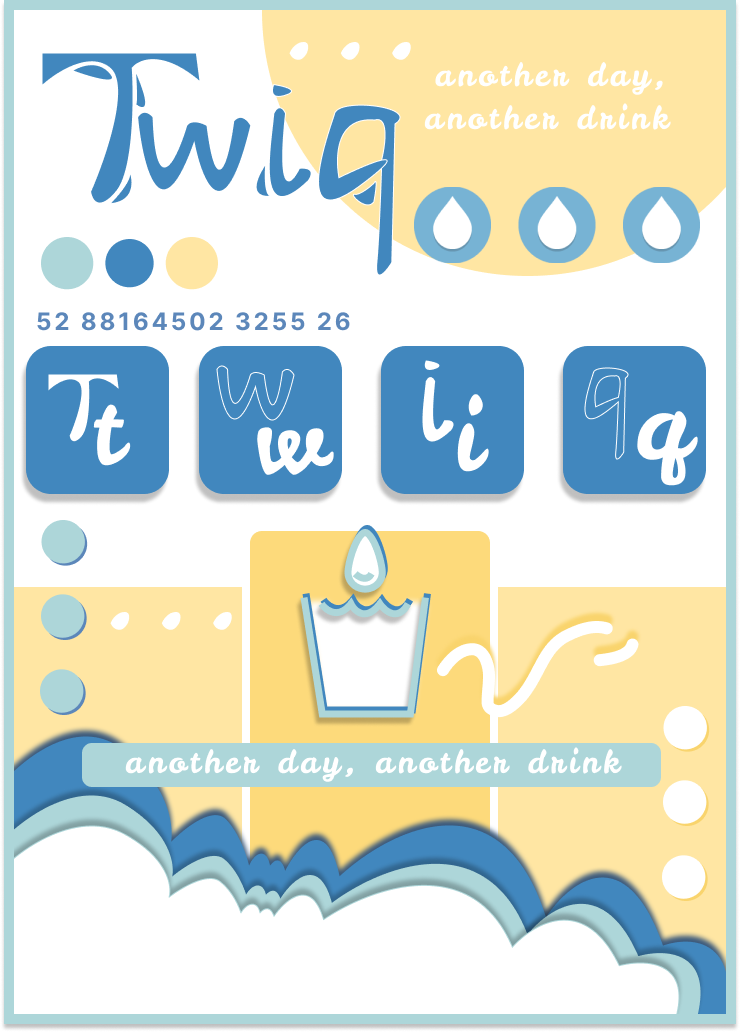 Twiq
another day,
another drink
52 88164502 3255 26
Tt
ww
ii
qq
another day, another drink